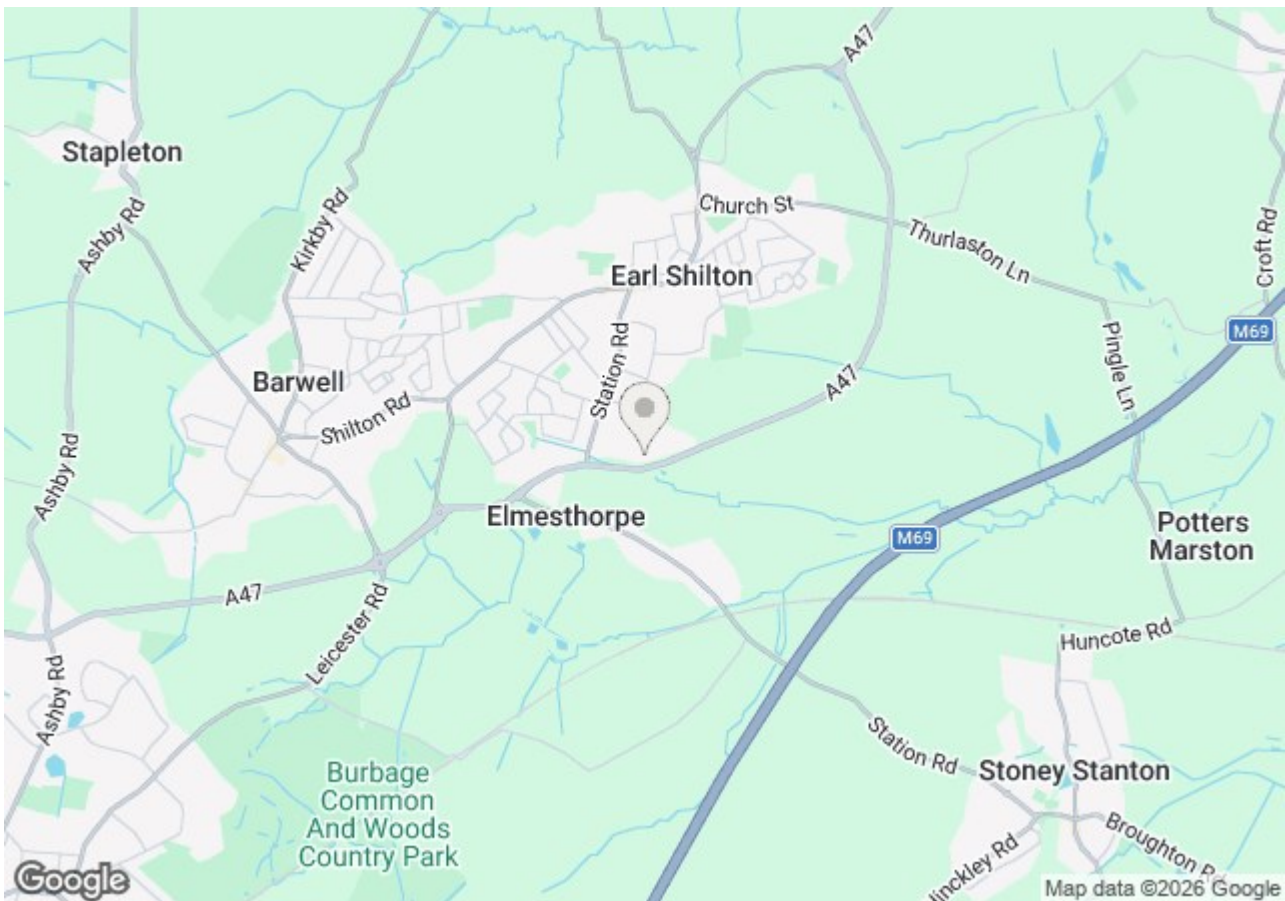 A47
Stapleton
Kirkby Rd
Ashby Rd
Church St
Thurlaston Ln
Croft Rd
Earl Shilton
M69
Pingle Ln
Station Rd
Barwell
Shilton Rd
A47
Ashby Rd
Elmesthorpe
M69
Potters
Marston
A47
Leicester Rd
Huncote Rd
Ashby Rd
Station Rd
Burbage
Common
And Woods
Country Park
Stoney Stanton
Broughton Rd
Google
Map data ©2026 Google